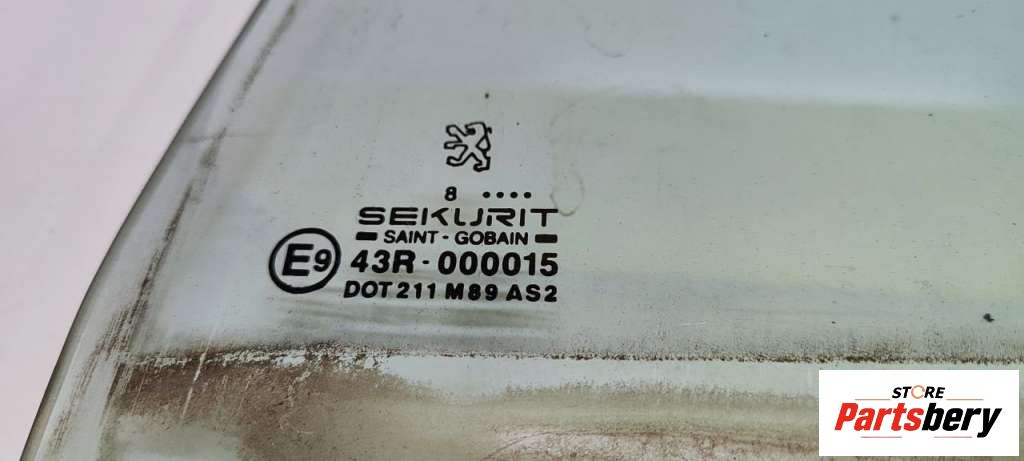 8 ....
SEKURIT
SAINT - GOBAIN
E9 43R - 000015
DOT 211 M89 AS2
STORE
Partsbery